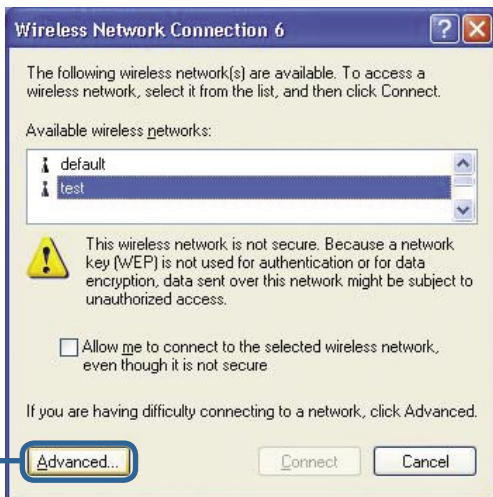 Wireless Network Connection 6
The following wireless network(s) are available. To access a
wireless network, select it from the list, and then click Connect.
Available wireless networks:
default
test
This wireless network is not secure. Because a network
key (WEP) is not used for authentication or for data
encryption, data sent over this network might be subject to
unauthorized access.
Allow me to connect to the selected wireless network,
even though it is not secure
If you are having difficulty connecting to a network, click Advanced.
Advanced... Connect Cancel